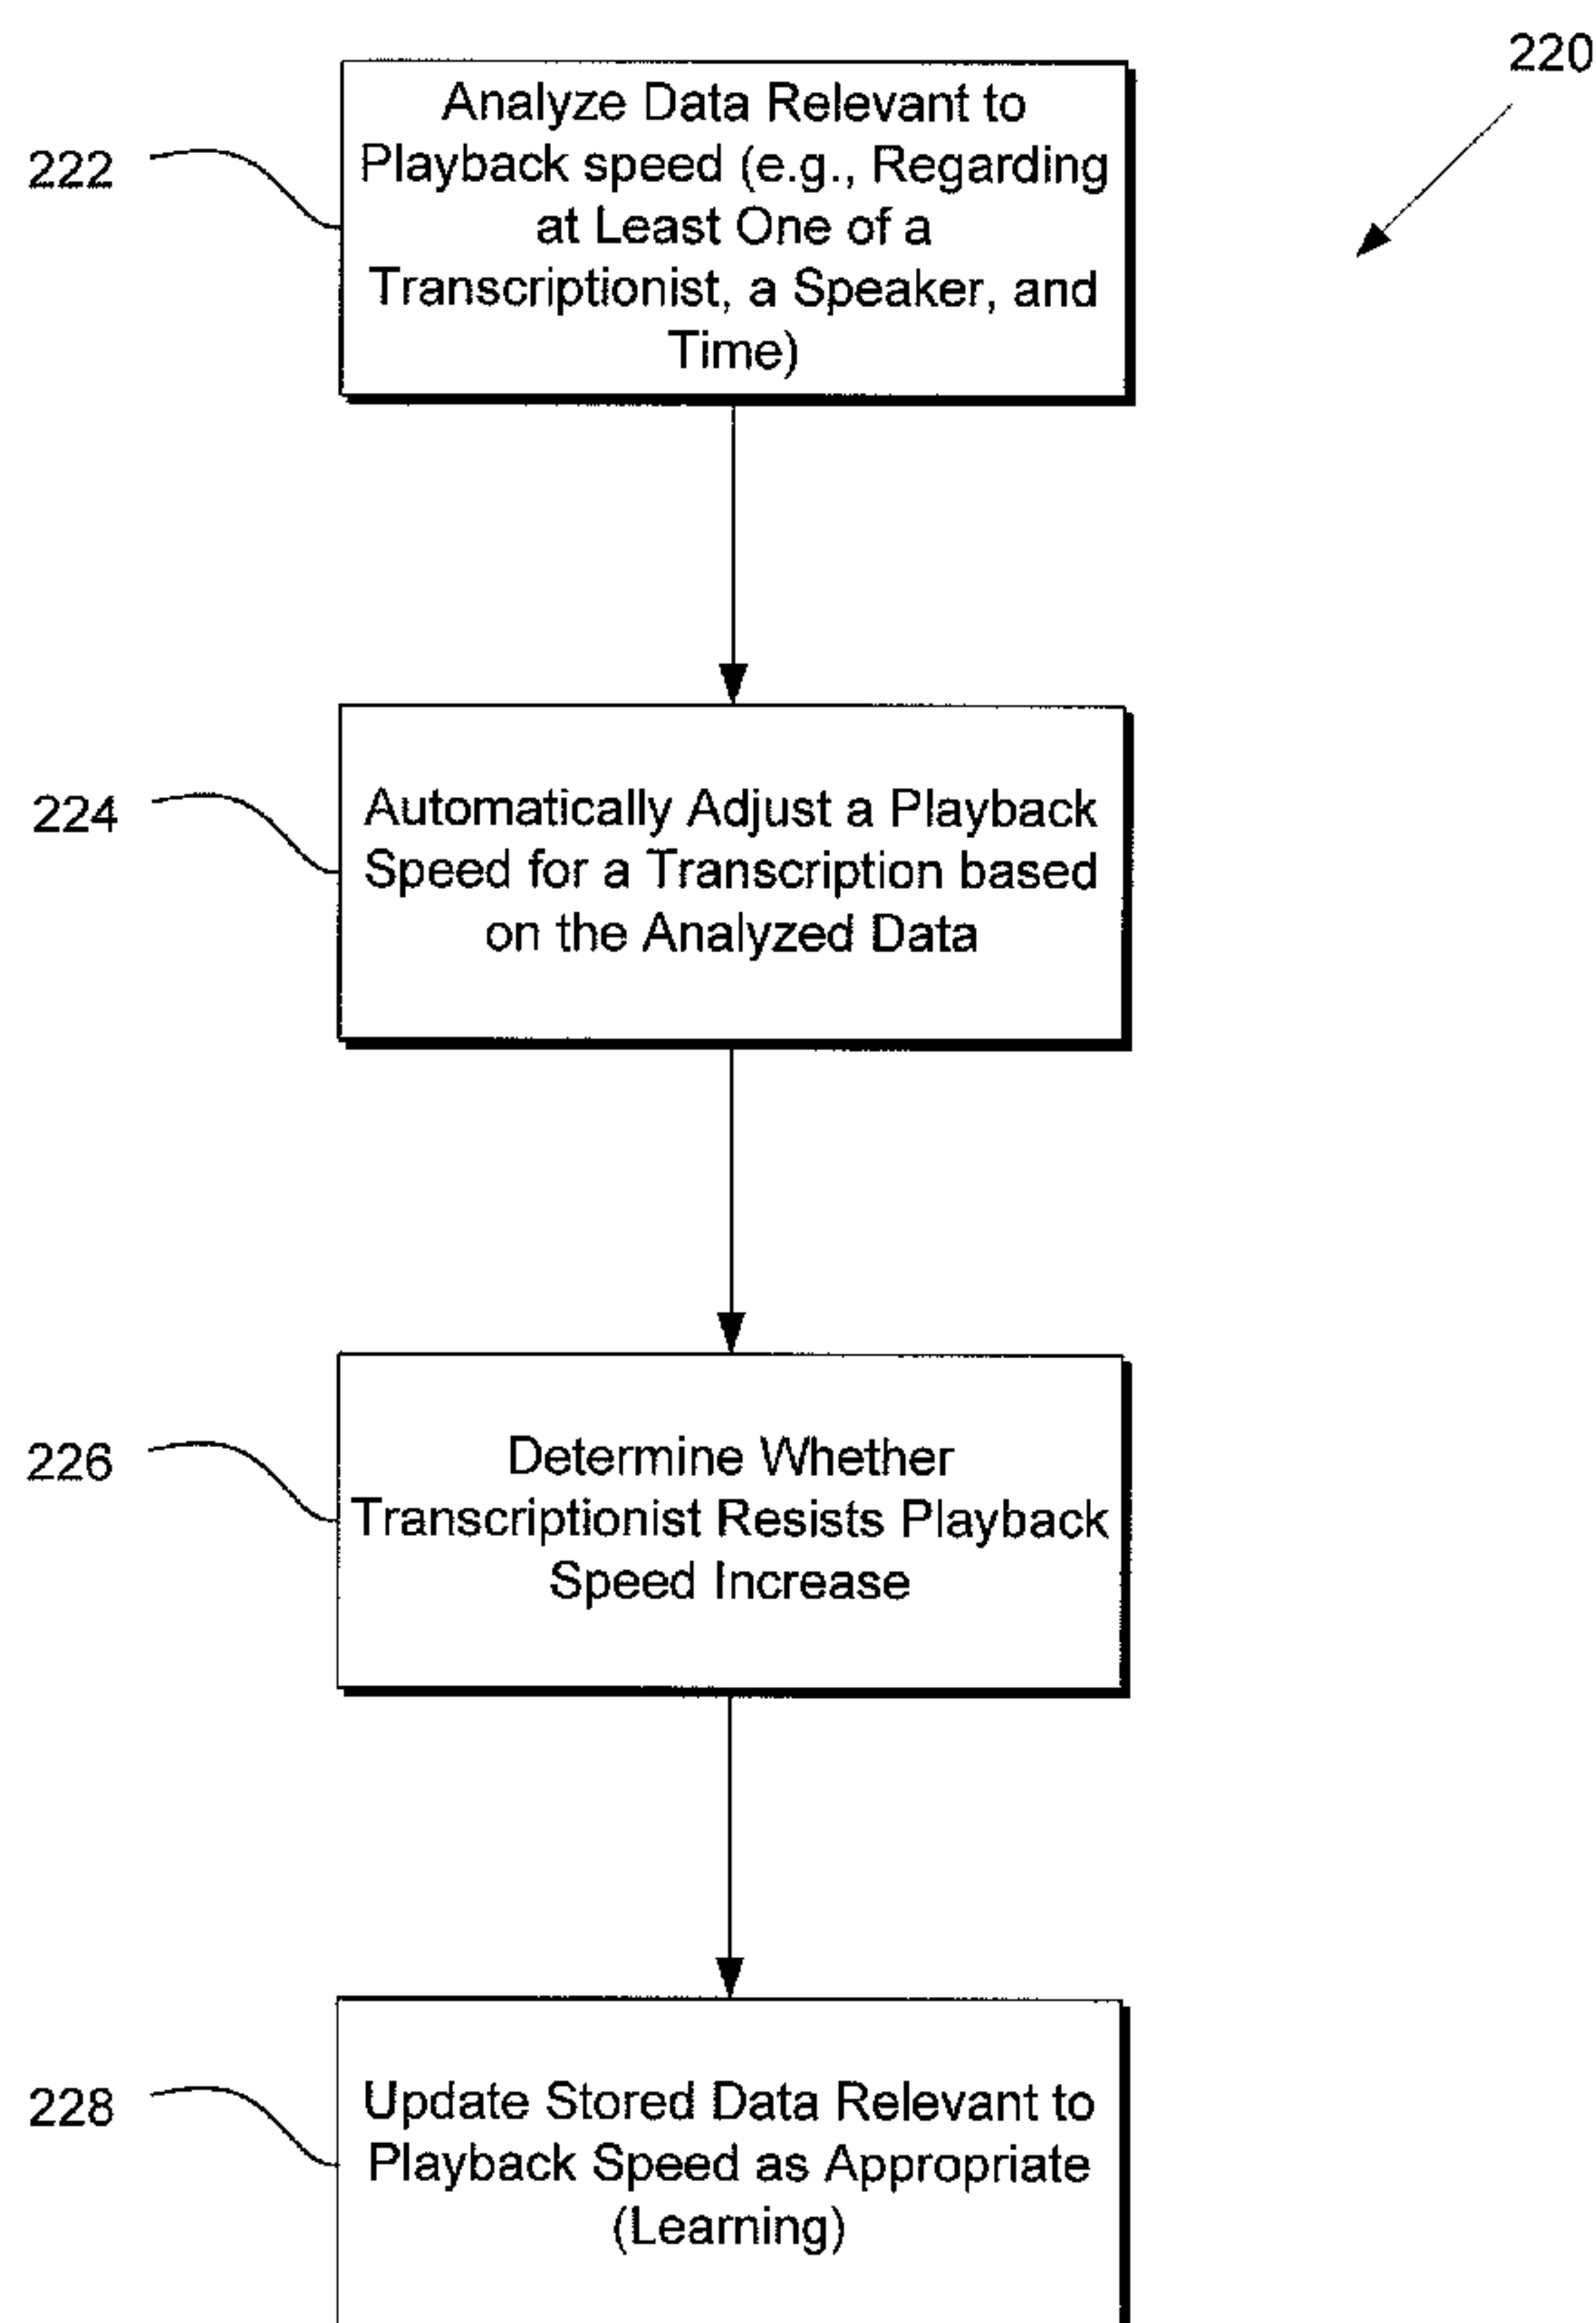 220
222
Analyze Data Relevant to
Playback speed (e.g., Regarding
at Least One of a
Transcriptionist, a Speaker, and
Time)
224
Automatically Adjust a Playback
Speed for a Transcription based
on the Analyzed Data
226
Determine Whether
Transcriptionist Resists Playback
Speed Increase
228
Update Stored Data Relevant to
Playback Speed as Appropriate
(Learning)